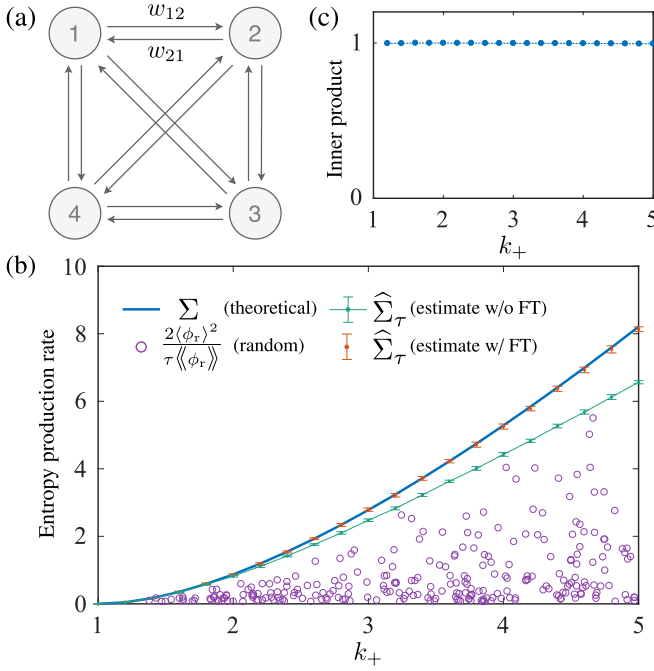 (a)
1
w₁₂
2
w₂₁
4
3
(c)
Inner product
1
0
1 2 3 4 5
k₊
(b)
Entropy production rate
10
8
6
4
2
0
Σ (theoretical)
2⟨ϕᵣ⟩² / τ⟨⟨ϕᵣ⟩⟩ (random)
Σ̂_τ (estimate w/o FT)
Σ̂_τ (estimate w/ FT)
1 2 3 4 5
k₊